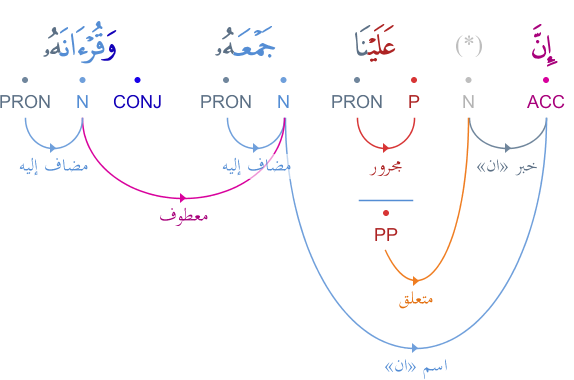 إِنَّ (*) عَلَيْنَا جَمْعَهُۥ وَقُرْءَانَهُۥ
ACC N P PRON N PRON CONJ N PRON
خبر «ان» مجرور مضاف إليه مضاف إليه
معطوف
PP
متعلق
اسم «ان»